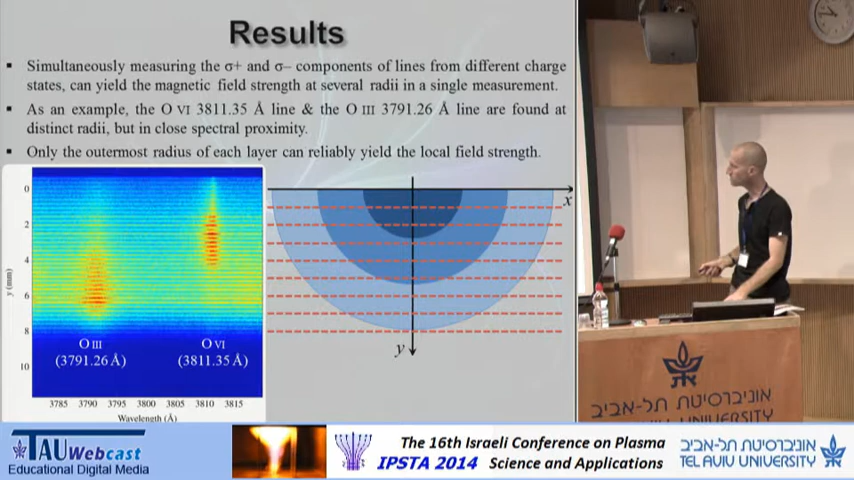 Results
▪ Simultaneously measuring the σ+ and σ– components of lines from different charge
states, can yield the magnetic field strength at several radii in a single measurement.
▪ As an example, the O VI 3811.35 Å line & the O III 3791.26 Å line are found at
distinct radii, but in close spectral proximity.
▪ Only the outermost radius of each layer can reliably yield the local field strength.
0
2
4
6
8
10
y (mm)
O III
(3791.26 Å)
O VI
(3811.35 Å)
3785 3790 3795 3800 3805 3810 3815
Wavelength (Å)
x
y
אוניברסיטת תל-אביב
UNIVERSITY
TAU Webcast
Educational Digital Media
The 16th Israeli Conference on Plasma
IPSTA 2014 Science and Applications
אוניברסיטת תל-אביב
TEL AVIV UNIVERSITY